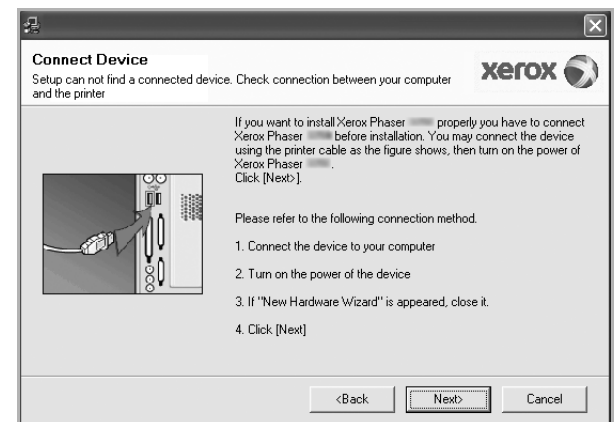 Connect Device
Setup can not find a connected device. Check connection between your computer
and the printer
xerox
If you want to install Xerox Phaser properly you have to connect
Xerox Phaser before installation. You may connect the device
using the printer cable as the figure shows, then turn on the power of
Xerox Phaser .
Click [Next>].
Please refer to the following connection method.
1. Connect the device to your computer
2. Turn on the power of the device
3. If "New Hardware Wizard" is appeared, close it.
4. Click [Next]
<Back
Next>
Cancel